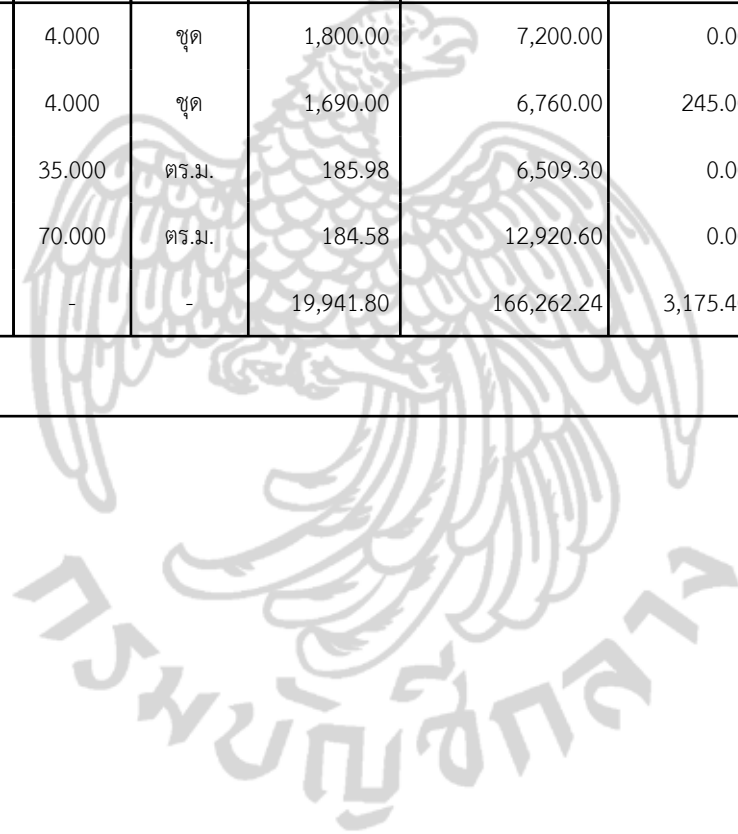 4.000 ชุด 1,800.00 7,200.00 0.0
4.000 ชุด 1,690.00 6,760.00 245.0
35.000 ตร.ม. 185.98 6,509.30 0.0
70.000 ตร.ม. 184.58 12,920.60 0.0
- - 19,941.80 166,262.24 3,175.4
กรมบัญชีกลาง